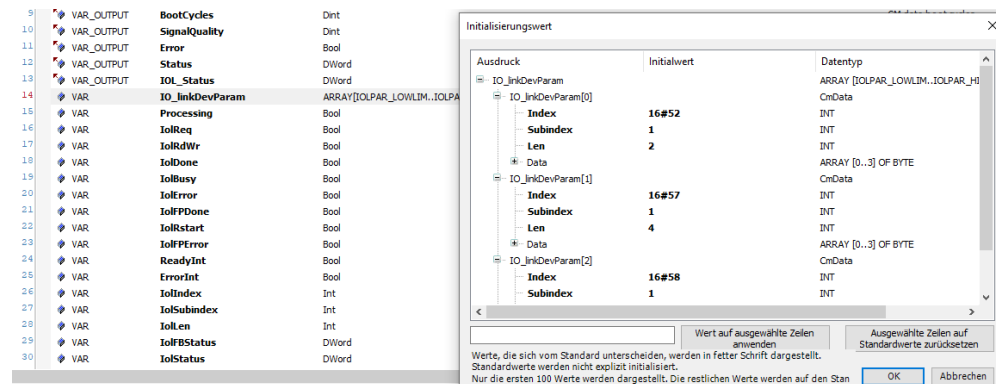 9 VAR_OUTPUT BootCycles Dint
10 VAR_OUTPUT SignalQuality Dint
11 VAR_OUTPUT Error Bool
12 VAR_OUTPUT Status DWord
13 VAR_OUTPUT IOL_Status DWord
14 VAR IO_linkDevParam ARRAY[IOLPAR_LOWLIM..IOLPA
15 VAR Processing Bool
16 VAR IolReq Bool
17 VAR IolRdWr Bool
18 VAR IolDone Bool
19 VAR IolBusy Bool
20 VAR IolError Bool
21 VAR IolFPDone Bool
22 VAR IolRstart Bool
23 VAR IolFPError Bool
24 VAR ReadyInt Bool
25 VAR ErrorInt Bool
26 VAR IolIndex Int
27 VAR IolSubindex Int
28 VAR IolLen Int
29 VAR IolFBStatus DWord
30 VAR IolStatus DWord
Initialisierungswert
Ausdruck Initialwert Datentyp
IO_linkDevParam ARRAY [IOLPAR_LOWLIM..IOLPAR_HI
IO_linkDevParam[0] CmData
Index 16#52 INT
Subindex 1 INT
Len 2 INT
Data ARRAY [0..3] OF BYTE
IO_linkDevParam[1] CmData
Index 16#57 INT
Subindex 1 INT
Len 4 INT
Data ARRAY [0..3] OF BYTE
IO_linkDevParam[2] CmData
Index 16#58 INT
Subindex 1 INT
Wert auf ausgewählte Zeilen
anwenden
Ausgewählte Zeilen auf
Standardwerte zurücksetzen
Werte, die sich vom Standard unterscheiden, werden in fetter Schrift dargestellt.
Standardwerte werden nicht explizit initialisiert.
Nur die ersten 100 Werte werden dargestellt. Die restlichen Werte werden auf den Stan
OK Abbrechen